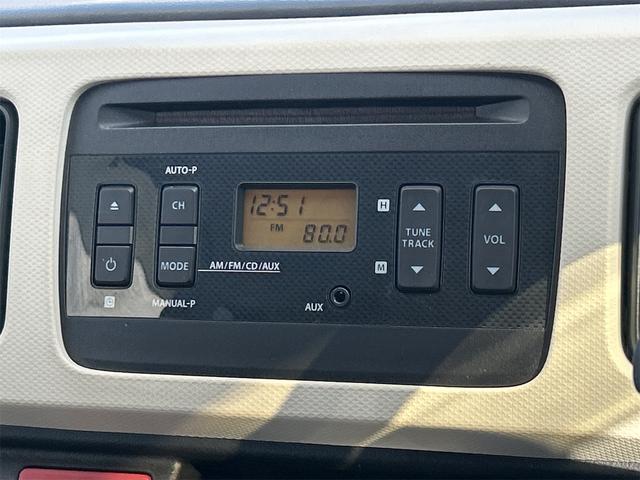 AUTO-P
CH
MODE
AM/FM/CD/AUX
MANUAL-P
12:51
FM
80.0
AUX
H
M
TUNE
TRACK
VOL